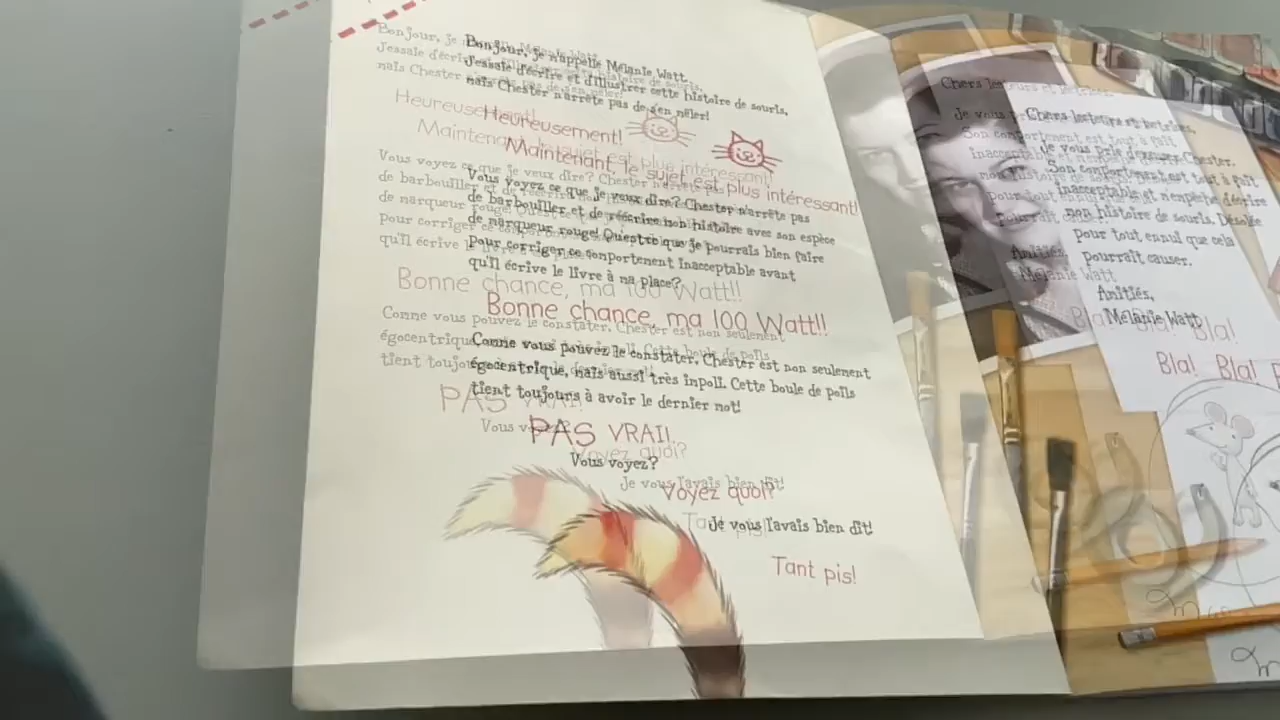 Bonjour, je m'appelle Mélanie Watt.
J'essaie d'écrire et d'illustrer cette histoire de souris,
mais Chester n'arrête pas de s'en mêler!
Heureusement!
Maintenant, le sujet est plus intéressant!
Vous voyez ce que je veux dire? Chester n'arrête pas
de barbouiller et de réécrire mon histoire avec son espèce
de marqueur rouge! Qu'est-ce que je pourrais bien faire
pour corriger ce comportement inacceptable avant
qu'il écrive le livre à ma place?
Bonne chance, ma 100 Watt!!
Comme vous pouvez le constater, Chester est non seulement
égocentrique, mais aussi très impoli. Cette boule de poils
tient toujours à avoir le dernier mot!
PAS VRAI!
Vous voyez?
Voyez quoi?
Je vous l'avais bien dit!
Tant pis!
Chers lecteurs et lectrices,
Je vous prie d'excuser Chester.
Son comportement est tout à fait
inacceptable et m'empêche d'écrire
mon histoire de souris. Désolée
pour tout ennui que cela
pourrait causer.
Amitiés,
Mélanie Watt
Bla! Bla!